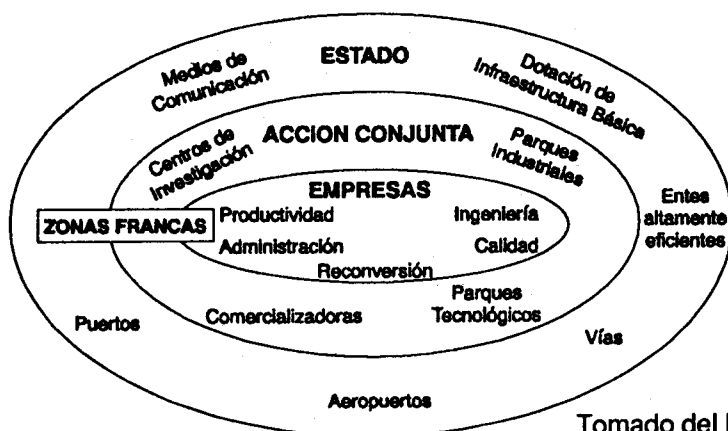 ESTADO
Medios de
Comunicación
Dotación de
Infraestructura Básica
ACCION CONJUNTA
Centros de
Investigación
Parques
Industriales
EMPRESAS
Productividad
Ingeniería
ZONAS FRANCAS
Administración
Calidad
Reconversión
Entes
altamente
eficientes
Comercializadoras
Parques
Tecnológicos
Puertos
Vías
Aeropuertos
Tomado del